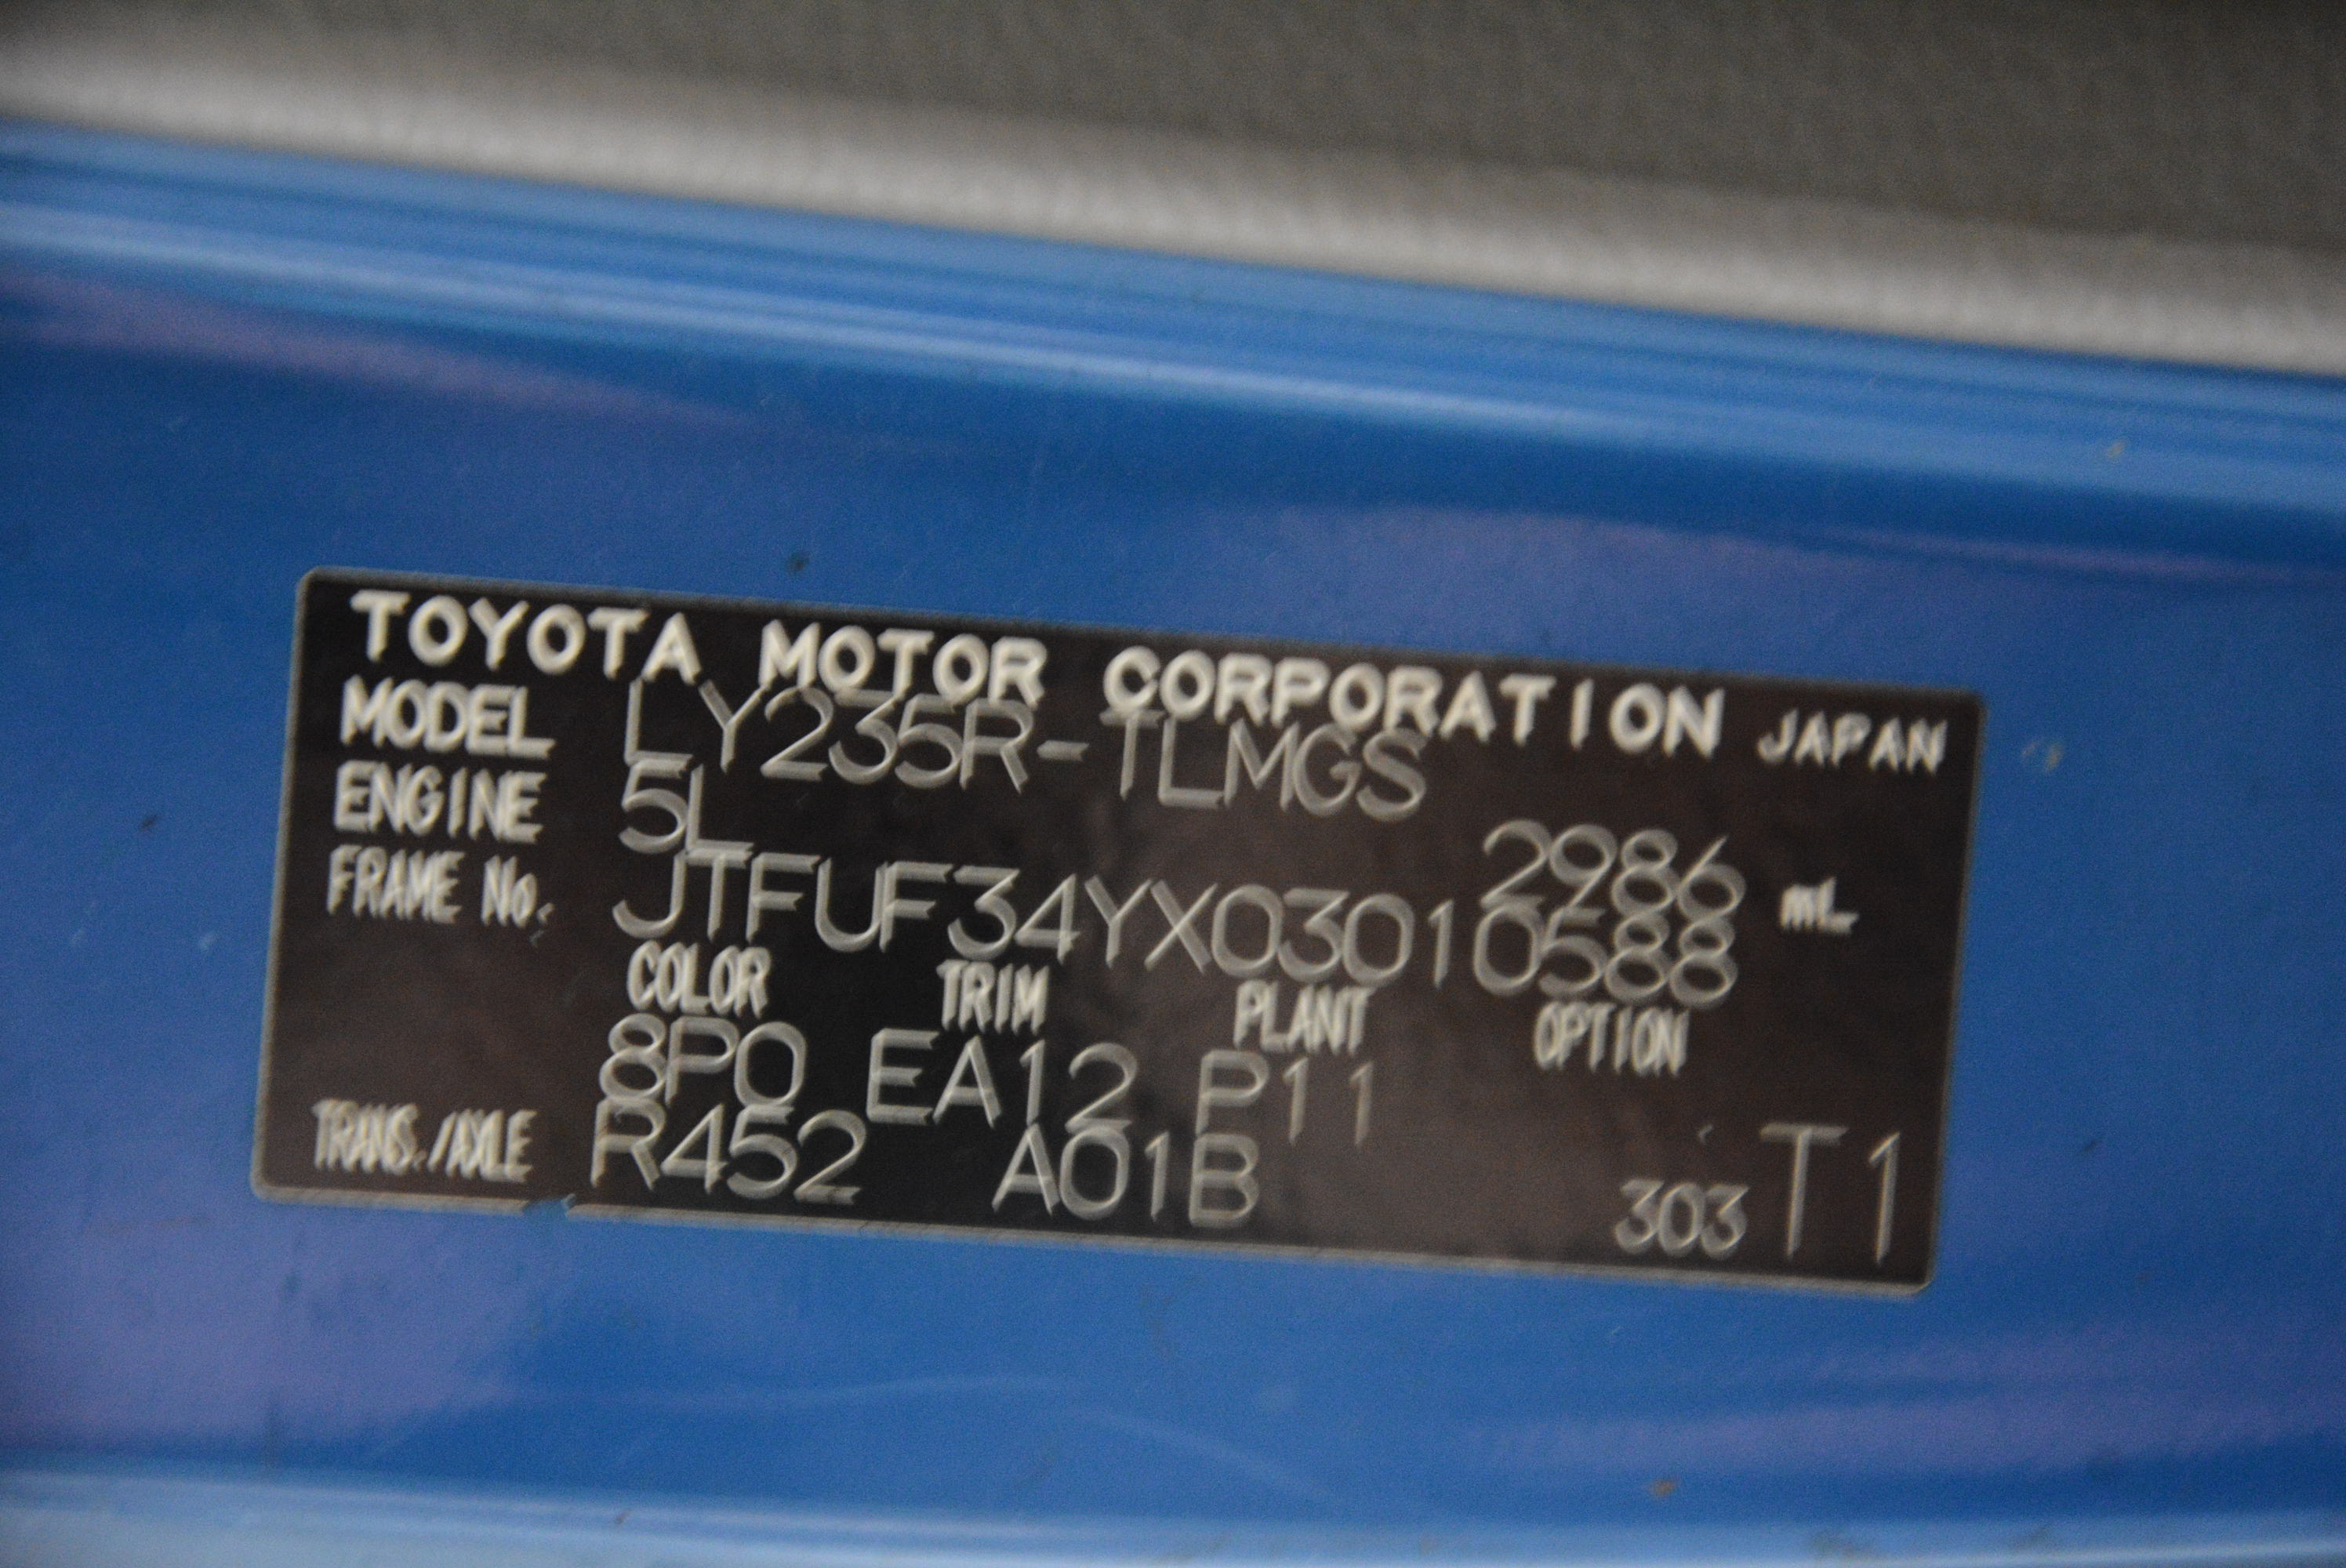 TOYOTA MOTOR CORPORATION JAPAN
MODEL LY235R-TLMGS
ENGINE 5L 2986 mL
FRAME No. JTFUF34YX03010588
COLOR TRIM PLANT OPTION
8P0 EA12 P11
TRANS./AXLE R452 A01B 303 T1